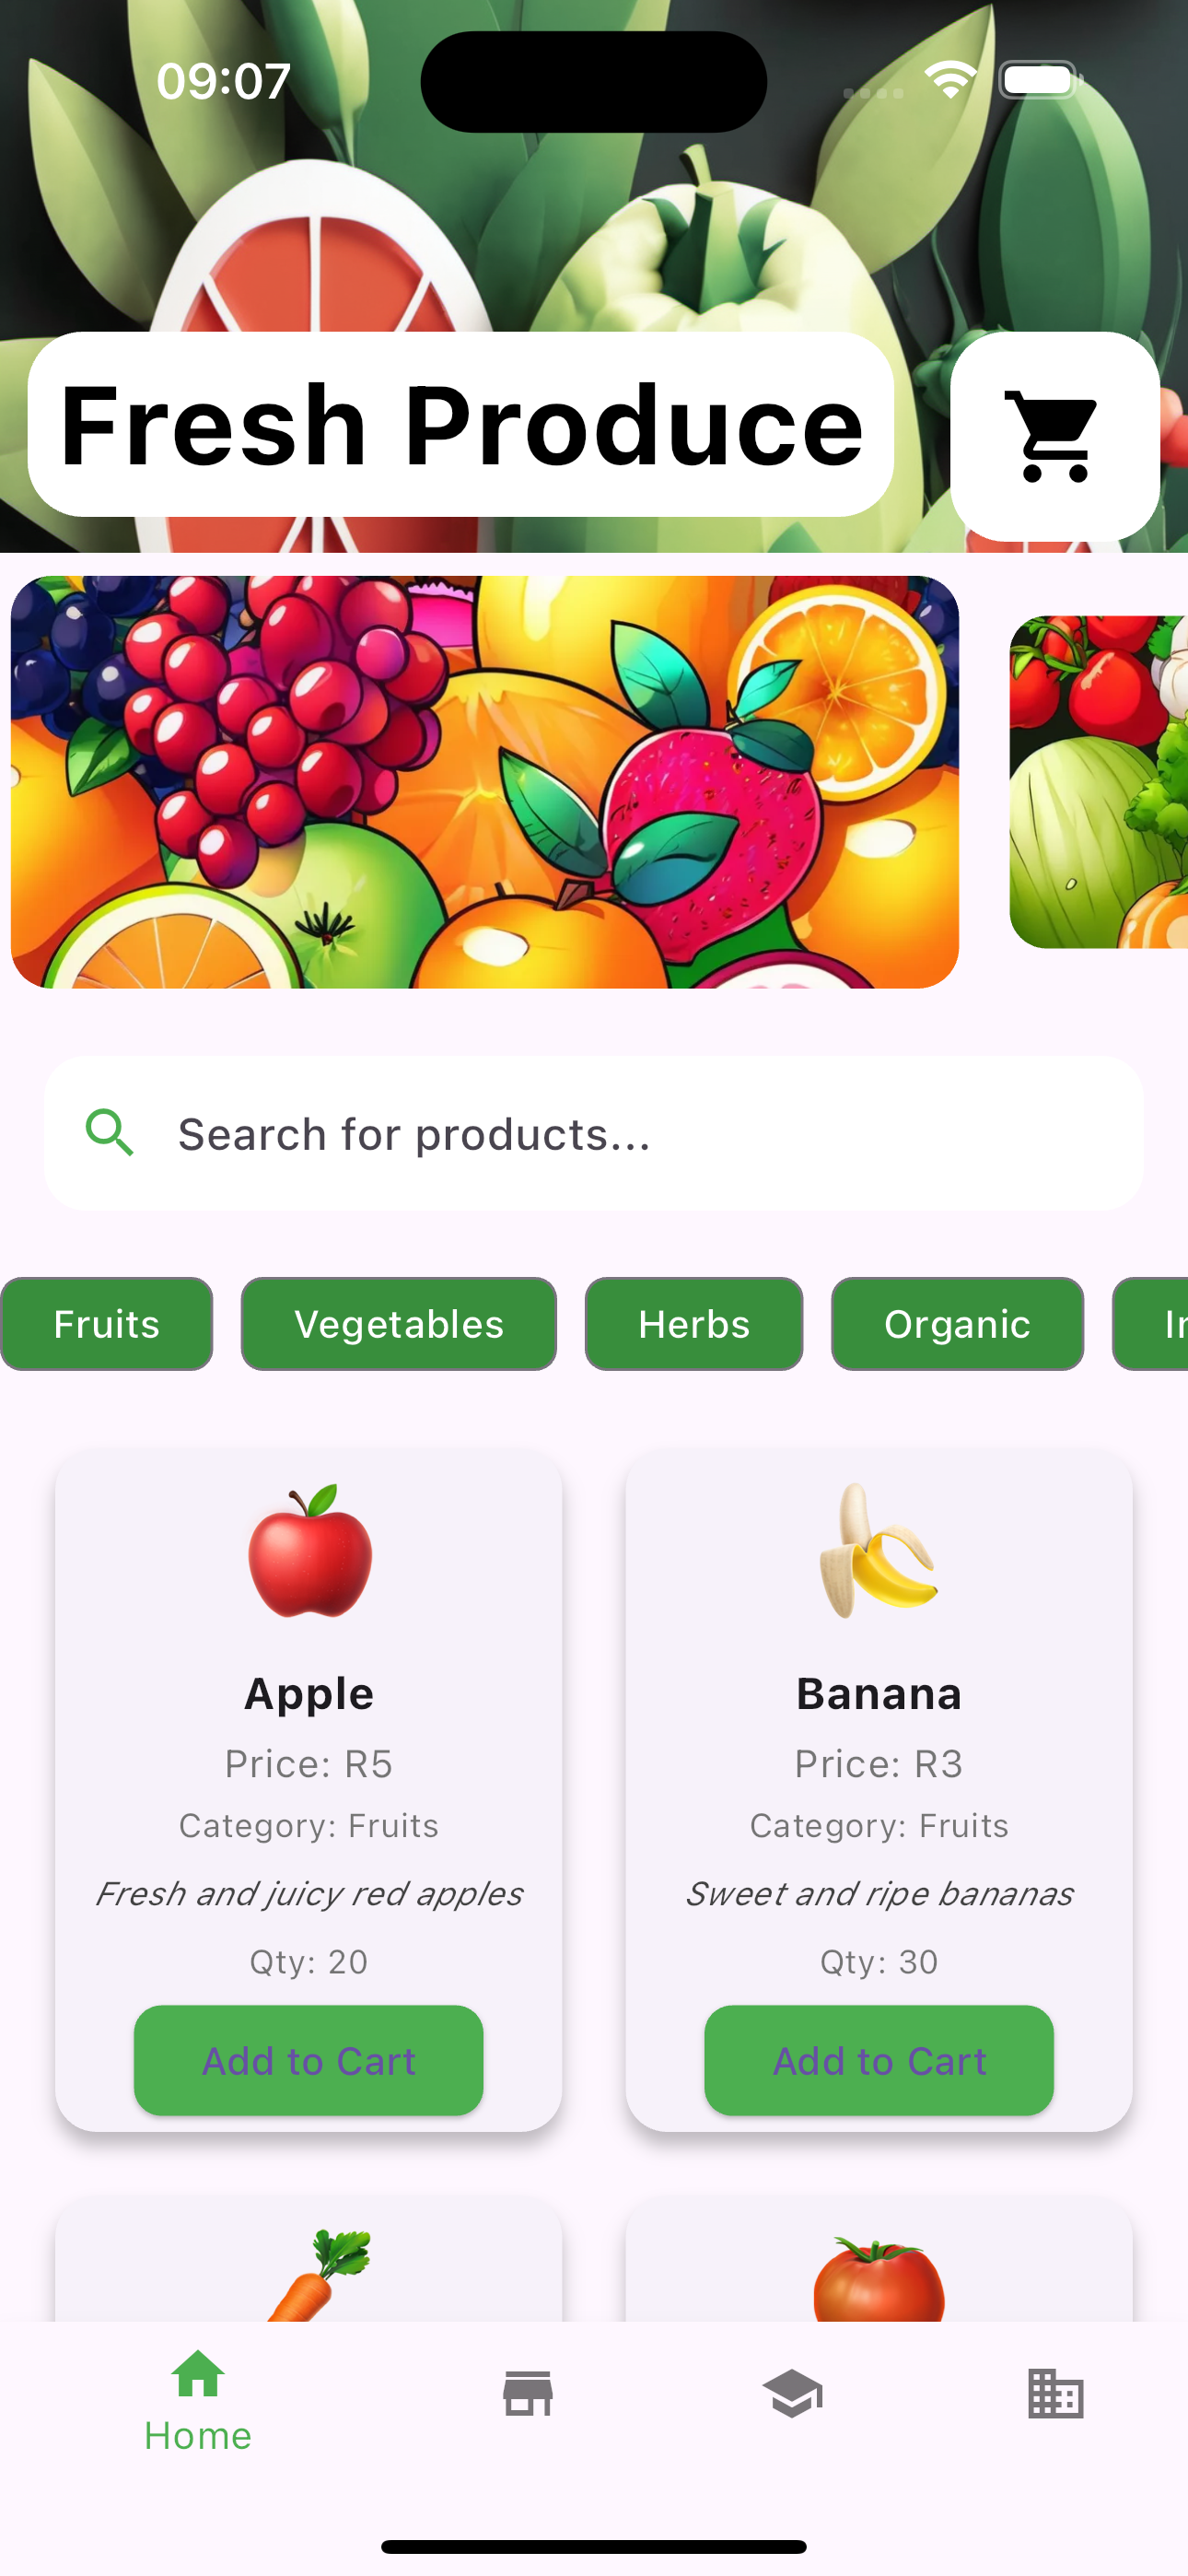 09:07
Fresh Produce
Search for products...
Fruits Vegetables Herbs Organic
Apple Banana
Price: R5 Price: R3
Category: Fruits Category: Fruits
Fresh and juicy red apples Sweet and ripe bananas
Qty: 20 Qty: 30
Add to Cart Add to Cart
Home